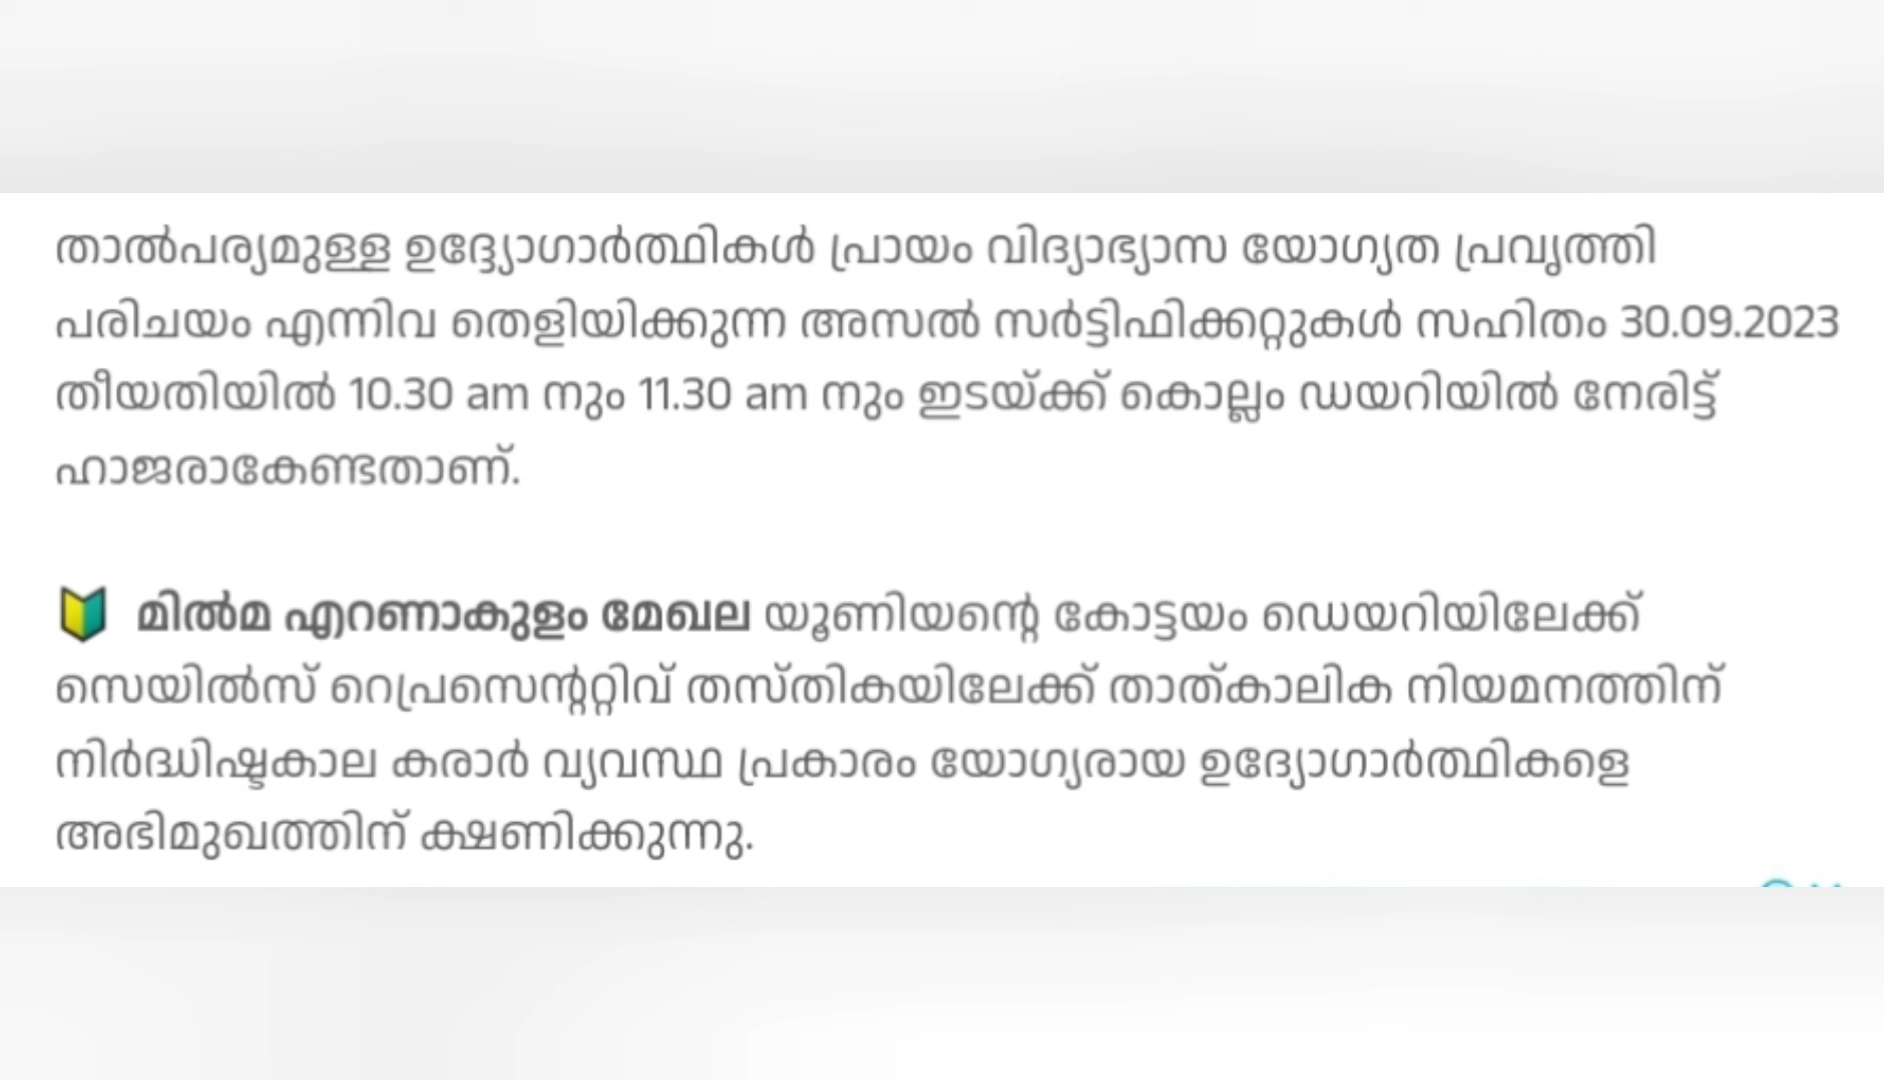 താൽപര്യമുള്ള ഉദ്ദ്യോഗാർത്ഥികൾ പ്രായം വിദ്യാഭ്യാസ യോഗ്യത പ്രവൃത്തി
പരിചയം എന്നിവ തെളിയിക്കുന്ന അസൽ സർട്ടിഫിക്കറ്റുകൾ സഹിതം 30.09.2023
തീയതിയിൽ 10.30 am നും 11.30 am നും ഇടയ്ക്ക് കൊല്ലം ഡയറിയിൽ നേരിട്ട്
ഹാജരാകേണ്ടതാണ്.
🔰 മിൽമ എറണാകുളം മേഖല യൂണിയന്റെ കോട്ടയം ഡെയറിയിലേക്ക്
സെയിൽസ് റെപ്രസെന്ററ്റിവ് തസ്തികയിലേക്ക് താത്കാലിക നിയമനത്തിന്
നിർദ്ധിഷ്ടകാല കരാർ വ്യവസ്ഥ പ്രകാരം യോഗ്യരായ ഉദ്യോഗാർത്ഥികളെ
അഭിമുഖത്തിന് ക്ഷണിക്കുന്നു.